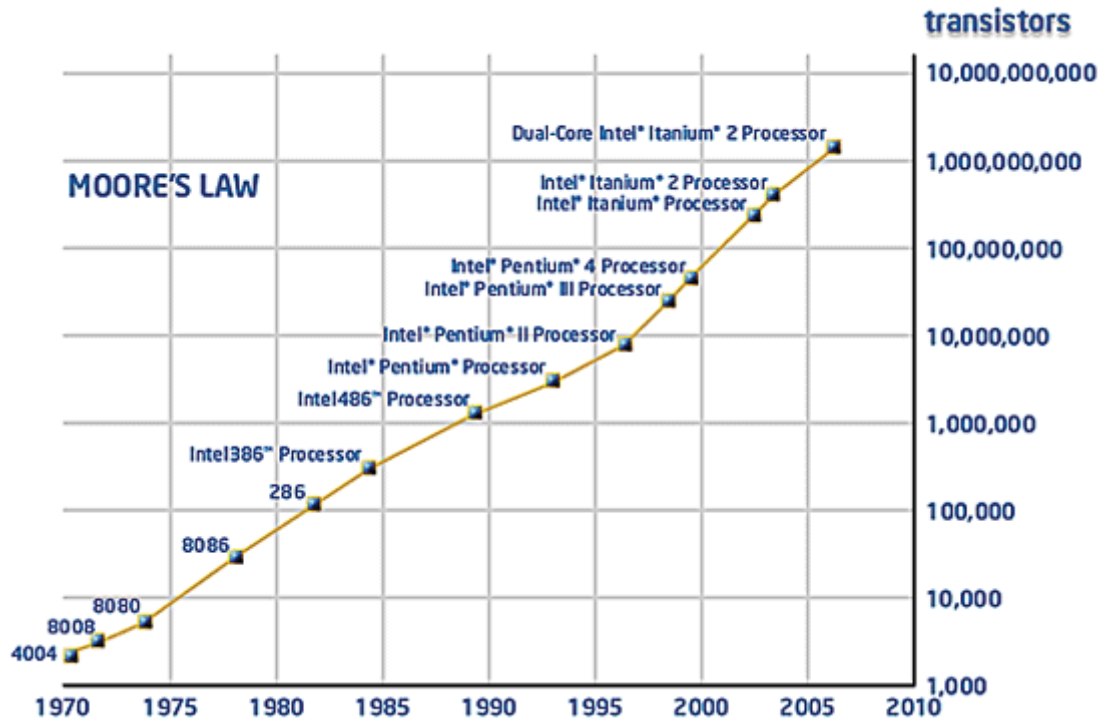 transistors
10,000,000,000
Dual-Core Intel® Itanium® 2 Processor
1,000,000,000
MOORE'S LAW
Intel® Itanium® 2 Processor
Intel® Itanium® Processor
100,000,000
Intel® Pentium® 4 Processor
Intel® Pentium® III Processor
Intel® Pentium® II Processor
10,000,000
Intel® Pentium® Processor
Intel486™ Processor
1,000,000
Intel386™ Processor
286
100,000
8086
8080
10,000
8008
4004
1,000
1970 1975 1980 1985 1990 1995 2000 2005 2010